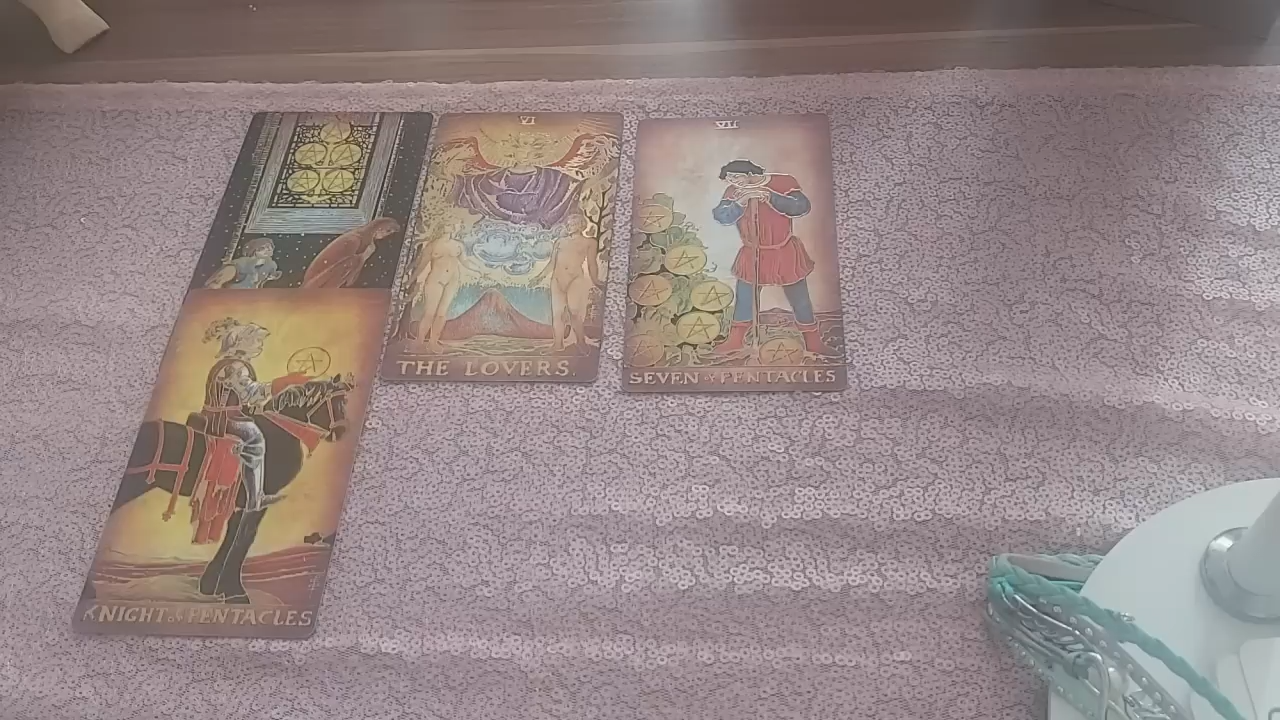 VI
THE LOVERS.
VII
SEVEN OF PENTACLES
KNIGHT OF PENTACLES